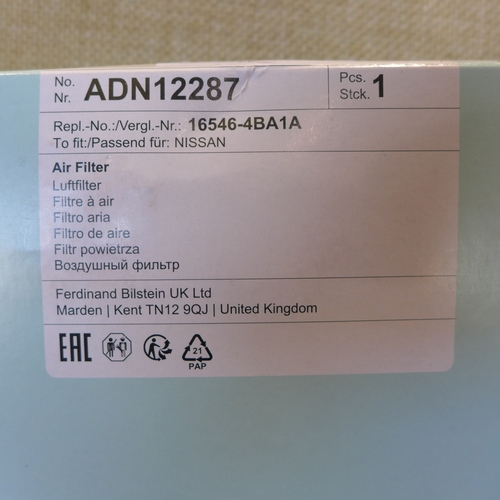 No. ADN12287 Pcs. 1
Nr. Stck.
Repl.-No.:/Vergl.-Nr.: 16546-4BA1A
To fit:/Passend für: NISSAN
Air Filter
Luftfilter
Filtre à air
Filtro aria
Filtro de aire
Filtr powietrza
Воздушный фильтр
Ferdinand Bilstein UK Ltd
Marden | Kent TN12 9QJ | United Kingdom
EAC
21
PAP